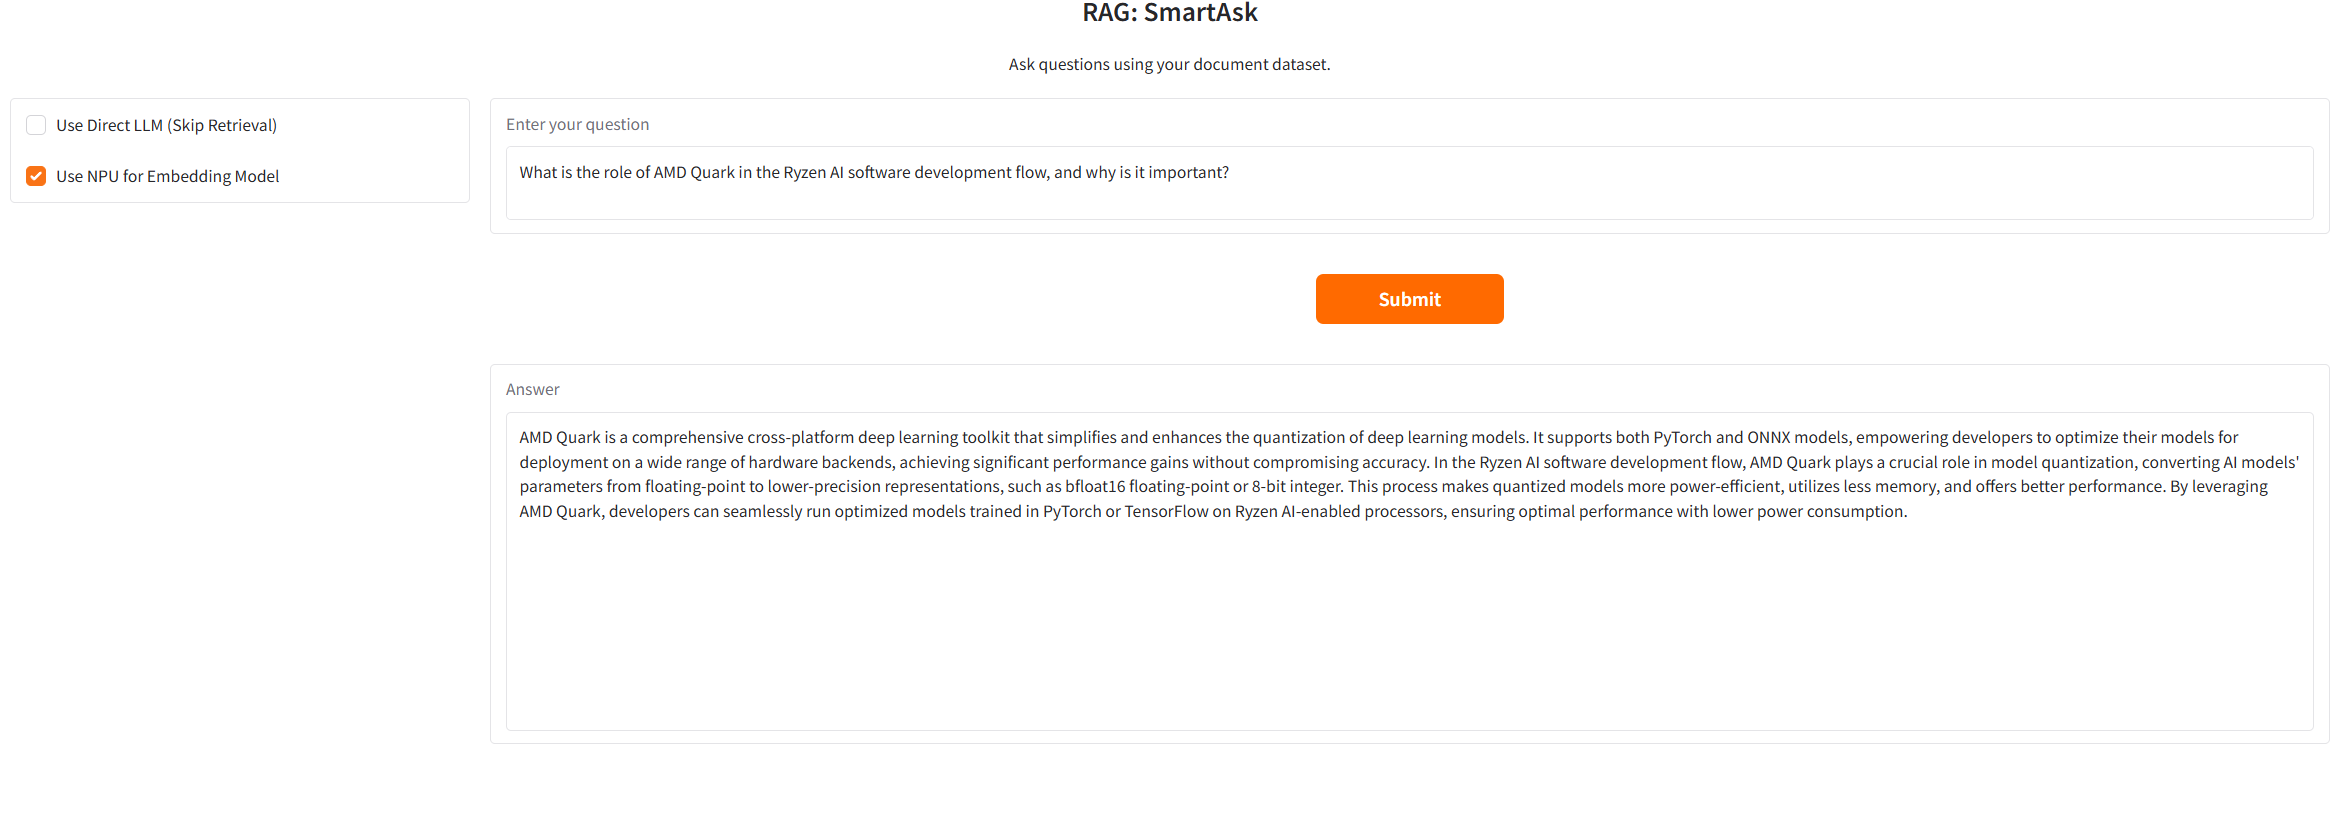 RAG: SmartAsk
Ask questions using your document dataset.
Use Direct LLM (Skip Retrieval)
Use NPU for Embedding Model
Enter your question
What is the role of AMD Quark in the Ryzen AI software development flow, and why is it important?
Submit
Answer
AMD Quark is a comprehensive cross-platform deep learning toolkit that simplifies and enhances the quantization of deep learning models. It supports both PyTorch and ONNX models, empowering developers to optimize their models for
deployment on a wide range of hardware backends, achieving significant performance gains without compromising accuracy. In the Ryzen AI software development flow, AMD Quark plays a crucial role in model quantization, converting AI models'
parameters from floating-point to lower-precision representations, such as bfloat16 floating-point or 8-bit integer. This process makes quantized models more power-efficient, utilizes less memory, and offers better performance. By leveraging
AMD Quark, developers can seamlessly run optimized models trained in PyTorch or TensorFlow on Ryzen AI-enabled processors, ensuring optimal performance with lower power consumption.